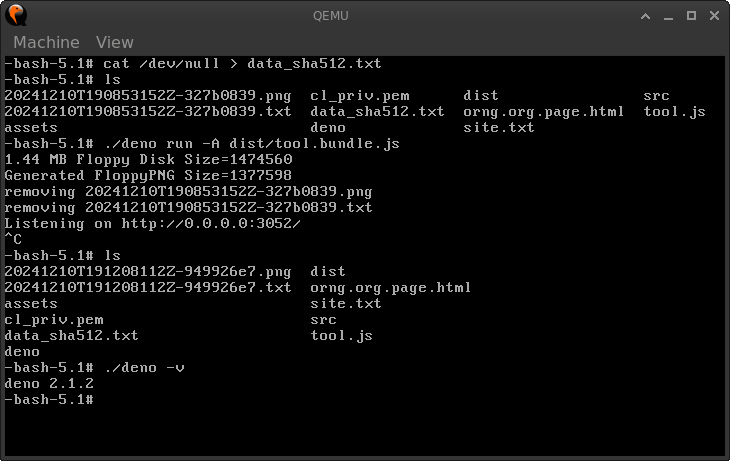 QEMU
Machine View
-bash-5.1# cat /dev/null > data_sha512.txt
-bash-5.1# ls
20241210T190853152Z-327b0839.png cl_priv.pem dist src
20241210T190853152Z-327b0839.txt data_sha512.txt orng.org.page.html tool.js
assets deno site.txt
-bash-5.1# ./deno run -A dist/tool.bundle.js
1.44 MB Floppy Disk Size=1474560
Generated FloppyPNG Size=1377598
removing 20241210T190853152Z-327b0839.png
removing 20241210T190853152Z-327b0839.txt
Listening on http://0.0.0.0:3052/
^C
-bash-5.1# ls
20241210T191208112Z-949926e7.png dist
20241210T191208112Z-949926e7.txt orng.org.page.html
assets site.txt
cl_priv.pem src
data_sha512.txt tool.js
deno
-bash-5.1# ./deno -v
deno 2.1.2
-bash-5.1#